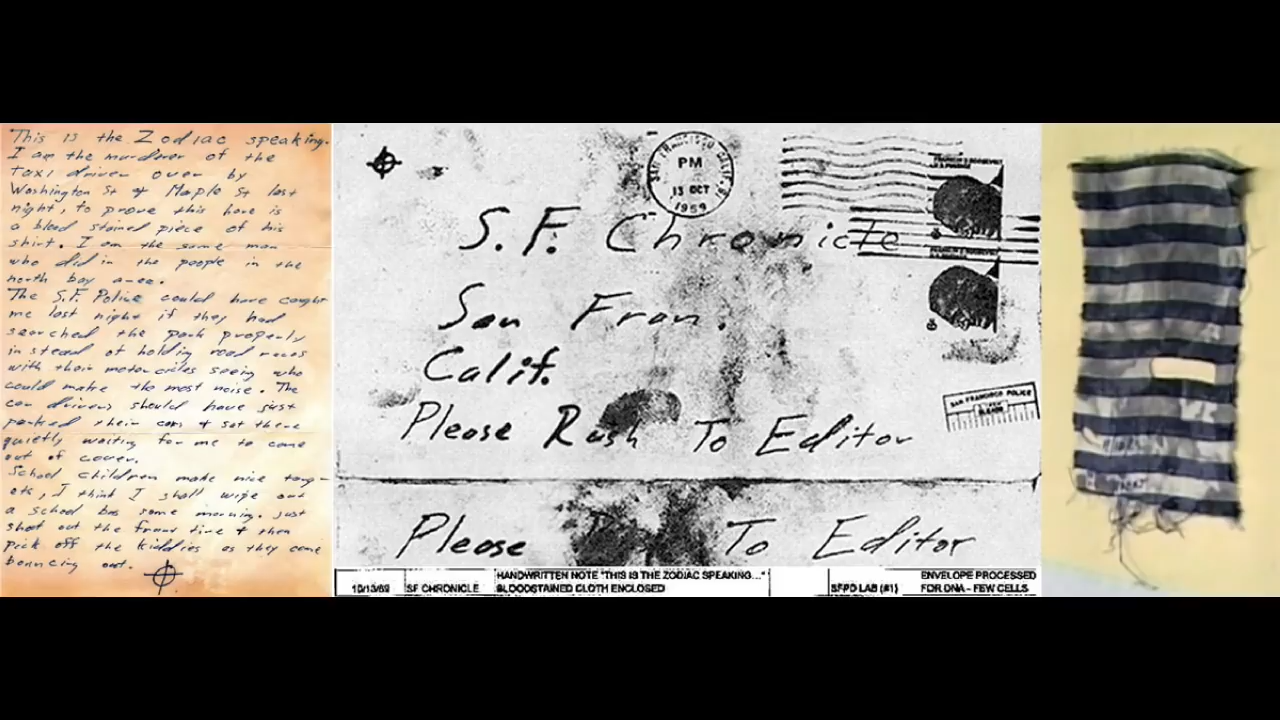 This is the Zodiac speaking.
I am the murderer of the
taxi driver over by
Washington St & Maple St last
night, to prove this here is
a blood stained piece of his
shirt. I am the same man
who did in the people in the
north bay area.
The S.F. Police could have caught
me last night if they had
searched the park properly
instead of holding road races
with their motorcicles seeing who
could make the most noise. The
car drivers should have just
parked their cars & sat there
quietly waiting for me to come
out of cover.
School children make nice targ-
ets, I think I shall wipe out
a school bus some morning. Just
shoot out the front tire & then
pick off the kiddies as they come
bouncing out.
SAN FRANCISCO, CALIF.
PM
13 OCT
1969
S.F. Chronicle
San Fran.
Calif.
Please Rush To Editor
SAN FRANCISCO POLICE
Please To Editor
10/13/69 SF CHRONICLE HANDWRITTEN NOTE "THIS IS THE ZODIAC SPEAKING..."
BLOODSTAINED CLOTH ENCLOSED
SFPD LAB (#1) ENVELOPE PROCESSED
FOR DNA - FEW CELLS